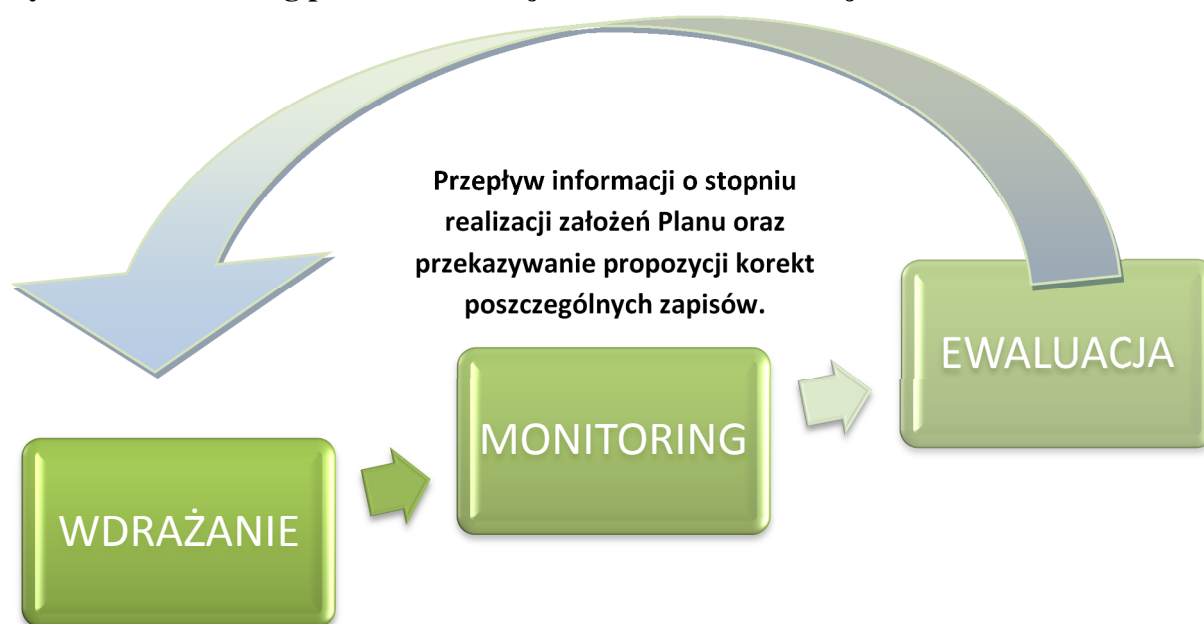 Przepływ informacji o stopniu
realizacji założeń Planu oraz
przekazywanie propozycji korekt
poszczególnych zapisów.
EWALUACJA
MONITORING
WDRAŻANIE